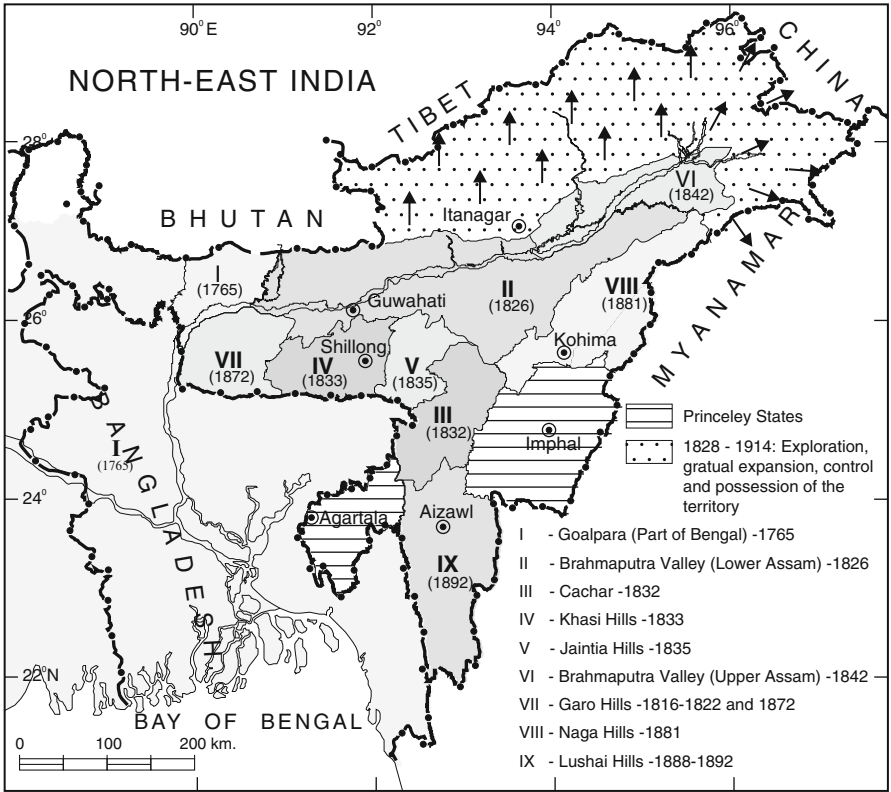 90° E
92°
94°
96°
NORTH-EAST INDIA
TIBET
CHINA
28°
BHUTAN
Itanagar
VI
(1842)
I
(1765)
II
(1826)
VIII
(1881)
MYANAMAR
26°
Guwahati
Shillong
Kohima
VII
(1872)
IV
(1833)
V
(1835)
III
(1832)
Imphal
BANGLADESH
I
(1765)
24°
Agartala
Aizawl
IX
(1892)
22°N
BAY OF BENGAL
0 100 200 km.
Princeley States
1828 - 1914: Exploration,
gratual expansion, control
and possession of the
territory
I - Goalpara (Part of Bengal) -1765
II - Brahmaputra Valley (Lower Assam) -1826
III - Cachar -1832
IV - Khasi Hills -1833
V - Jaintia Hills -1835
VI - Brahmaputra Valley (Upper Assam) -1842
VII - Garo Hills -1816-1822 and 1872
VIII - Naga Hills -1881
IX - Lushai Hills -1888-1892